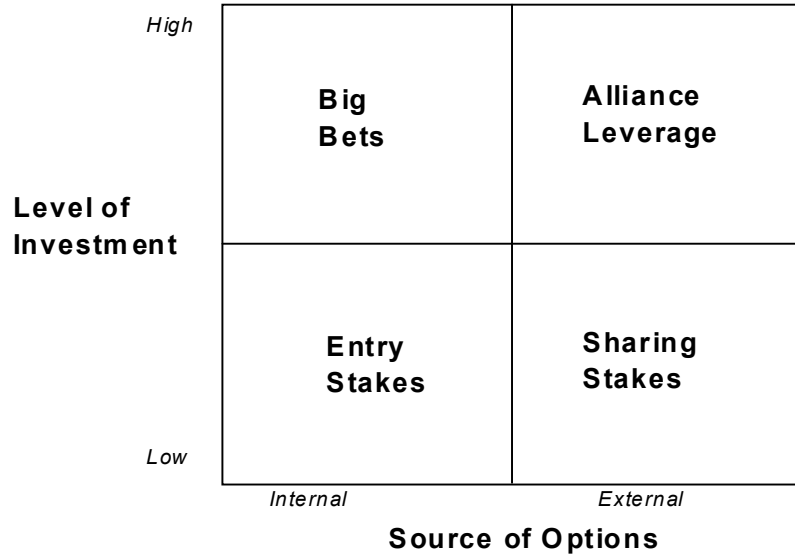 High
Big
Bets
Alliance
Leverage
Level of
Investment
Entry
Stakes
Sharing
Stakes
Low
Internal
External
Source of Options